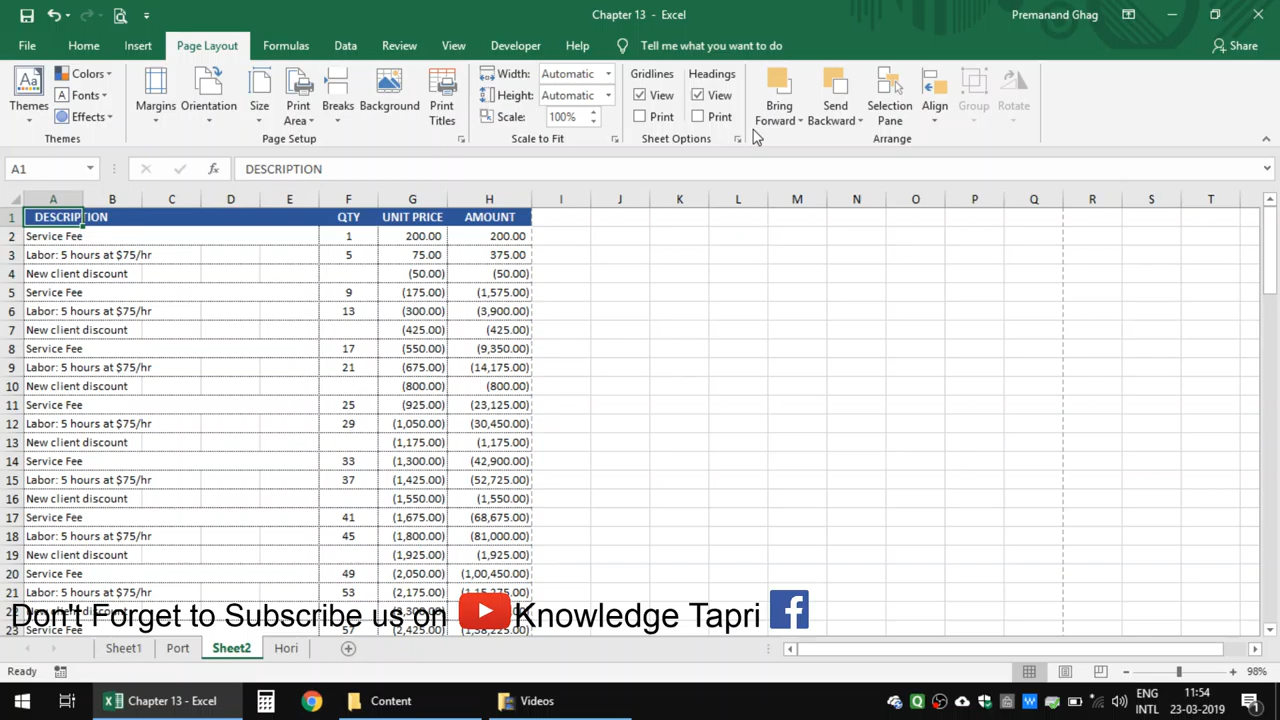 Chapter 13 - Excel
Premanand Ghag
File Home Insert Page Layout Formulas Data Review View Developer Help Tell me what you want to do Share
Themes
Colors
Fonts
Effects
Themes
Margins
Orientation
Size
Print Area
Breaks
Background
Print Titles
Page Setup
Width: Automatic
Height: Automatic
Scale: 100%
Scale to Fit
Gridlines Headings
View View
Print Print
Sheet Options
Bring Forward
Send Backward
Selection Pane
Align
Group
Rotate
Arrange
A1 fx DESCRIPTION
A B C D E F G H I J K L M N O P Q R S T
1 DESCRIPTION QTY UNIT PRICE AMOUNT
2 Service Fee 1 200.00 200.00
3 Labor: 5 hours at $75/hr 5 75.00 375.00
4 New client discount (50.00) (50.00)
5 Service Fee 9 (175.00) (1,575.00)
6 Labor: 5 hours at $75/hr 13 (300.00) (3,900.00)
7 New client discount (425.00) (425.00)
8 Service Fee 17 (550.00) (9,350.00)
9 Labor: 5 hours at $75/hr 21 (675.00) (14,175.00)
10 New client discount (800.00) (800.00)
11 Service Fee 25 (925.00) (23,125.00)
12 Labor: 5 hours at $75/hr 29 (1,050.00) (30,450.00)
13 New client discount (1,175.00) (1,175.00)
14 Service Fee 33 (1,300.00) (42,900.00)
15 Labor: 5 hours at $75/hr 37 (1,425.00) (52,725.00)
16 New client discount (1,550.00) (1,550.00)
17 Service Fee 41 (1,675.00) (68,675.00)
18 Labor: 5 hours at $75/hr 45 (1,800.00) (81,000.00)
19 New client discount (1,925.00) (1,925.00)
20 Service Fee 49 (2,050.00) (1,00,450.00)
21 Labor: 5 hours at $75/hr 53 (2,175.00)
Don't Forget to Subscribe us on Knowledge Tapri
23 Service Fee 57 (2,425.00)
Sheet1 Port Sheet2 Hori
Ready 98%
Chapter 13 - Excel Content Videos
ENG INTL
11:54
23-03-2019
1